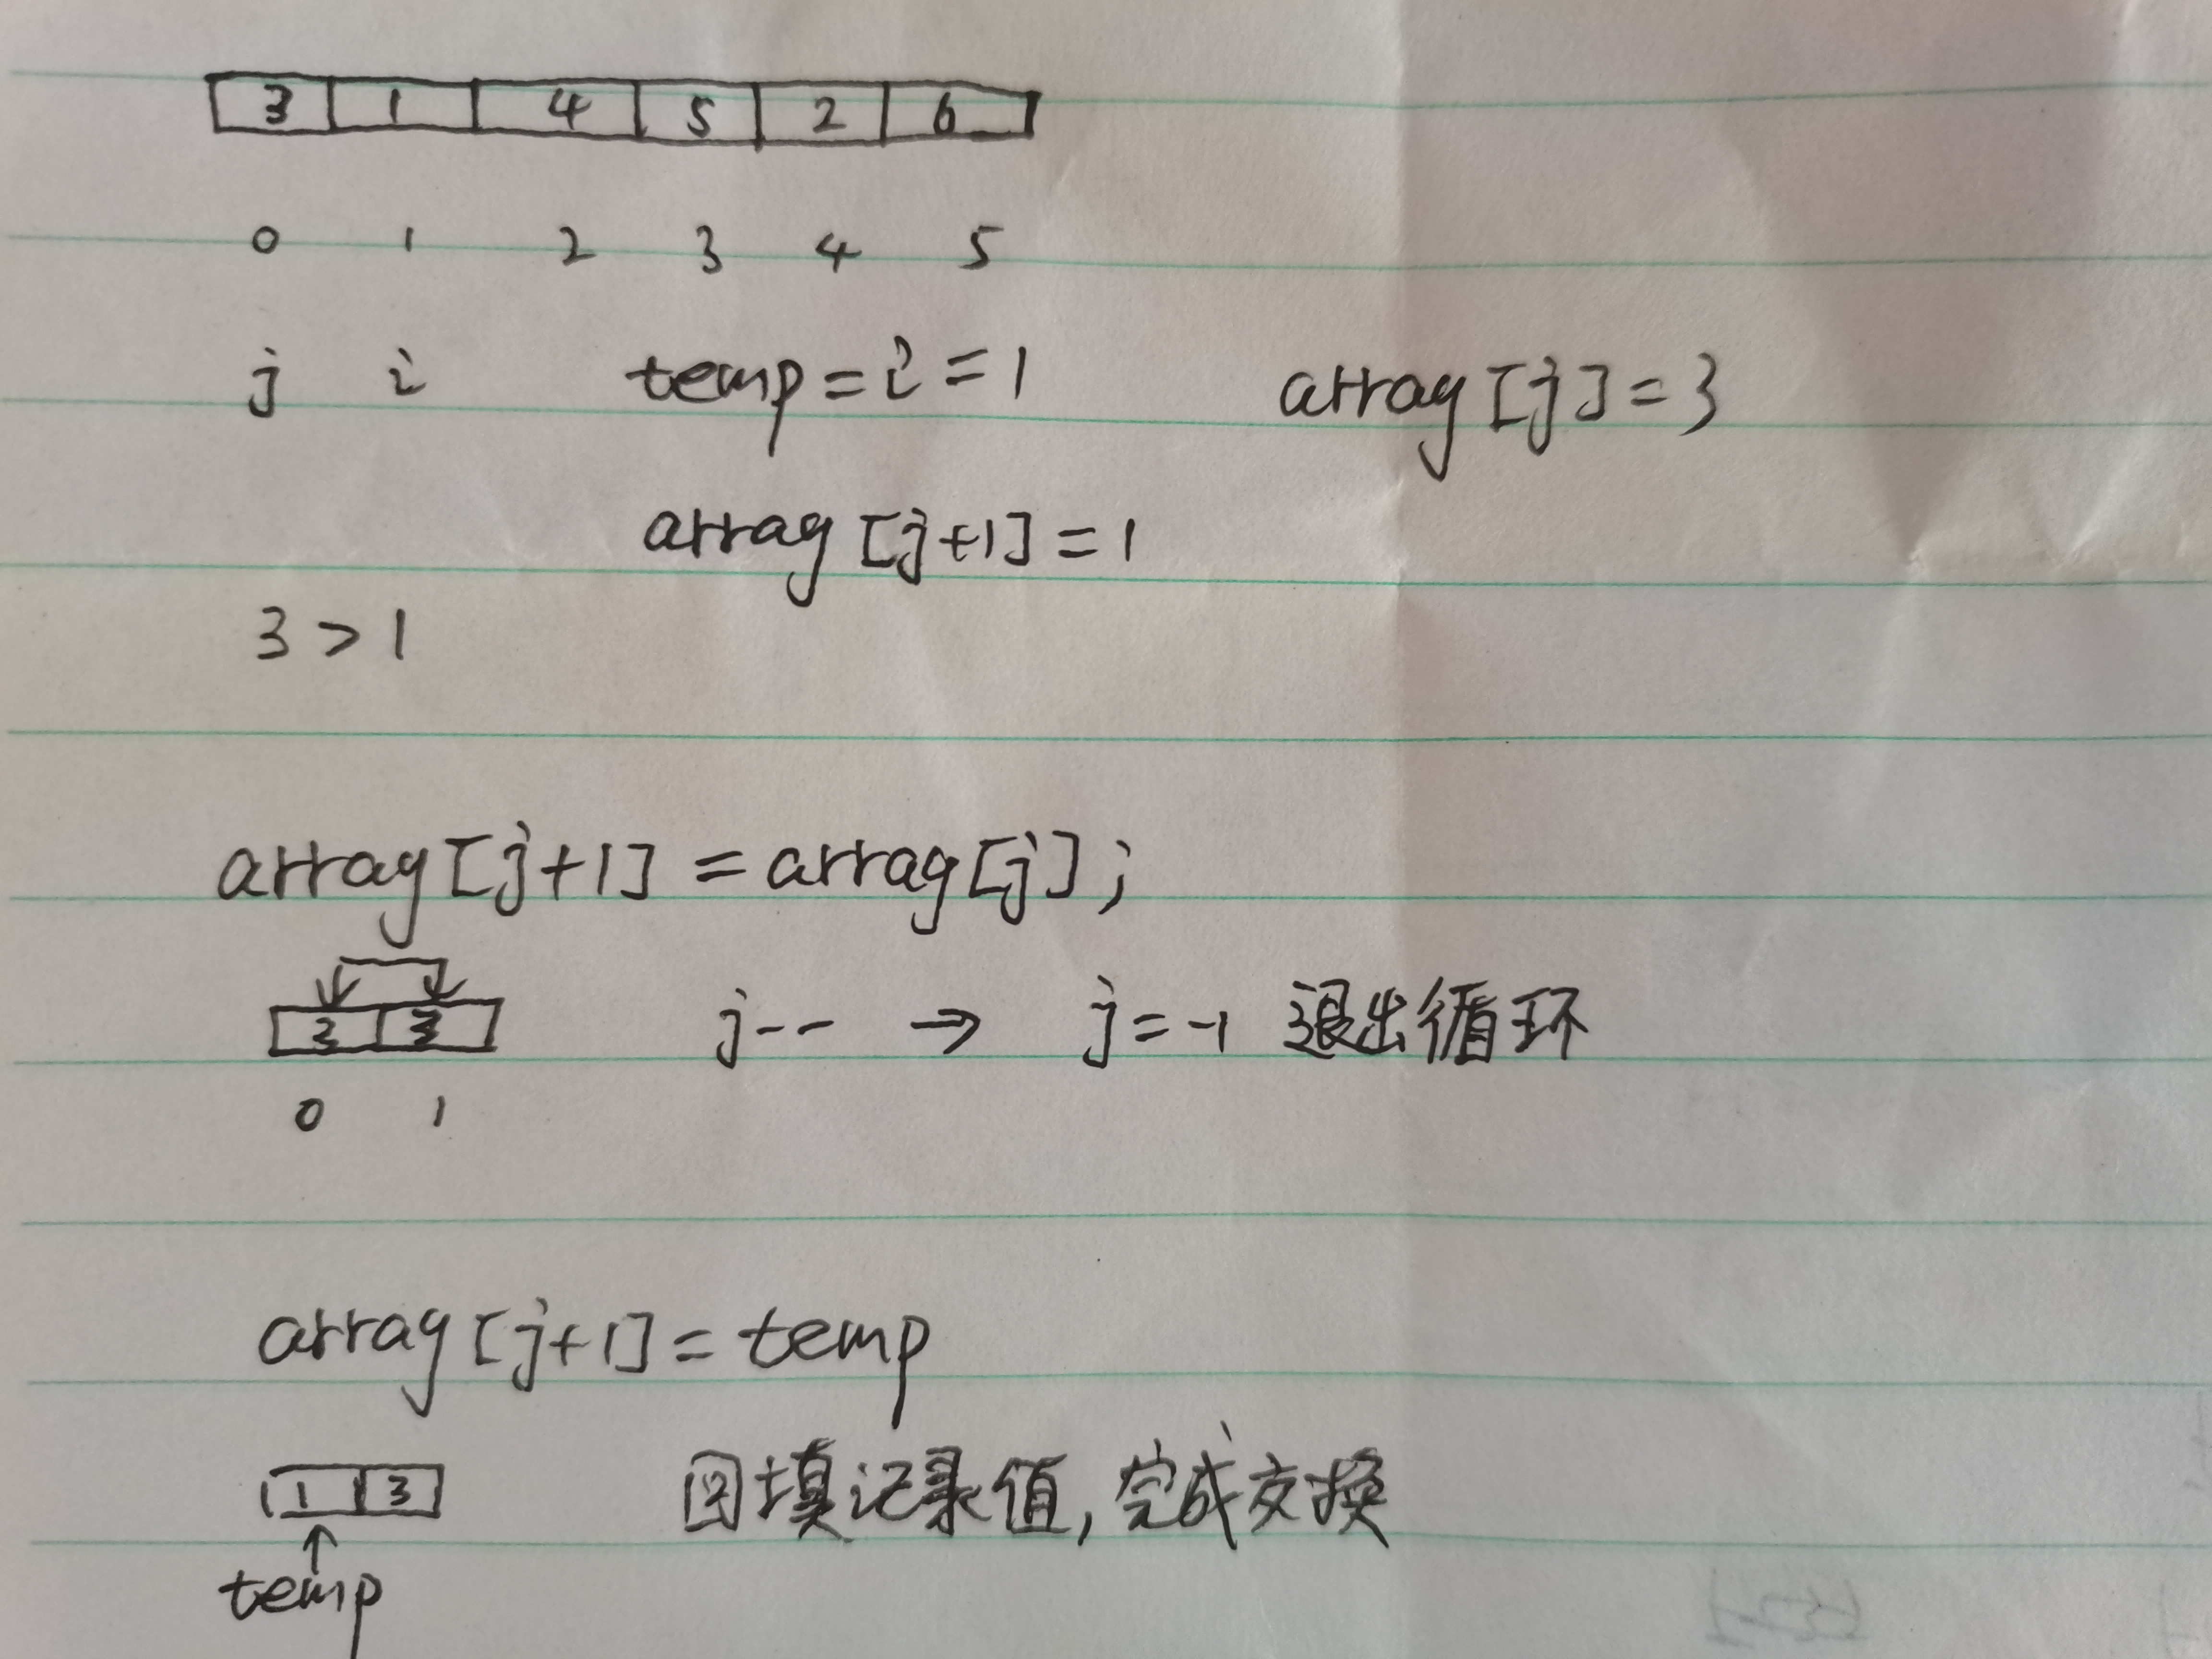 3 1 4 5 2 6
0 1 2 3 4 5
j i temp=i=1 array[j]=3
array[j+1]=1
3>1
array[j+1]=array[j];
3 3 j-- → j=-1 退出循环
0 1
array[j+1]=temp
1 3 回填记录值,完成交换
↑
temp